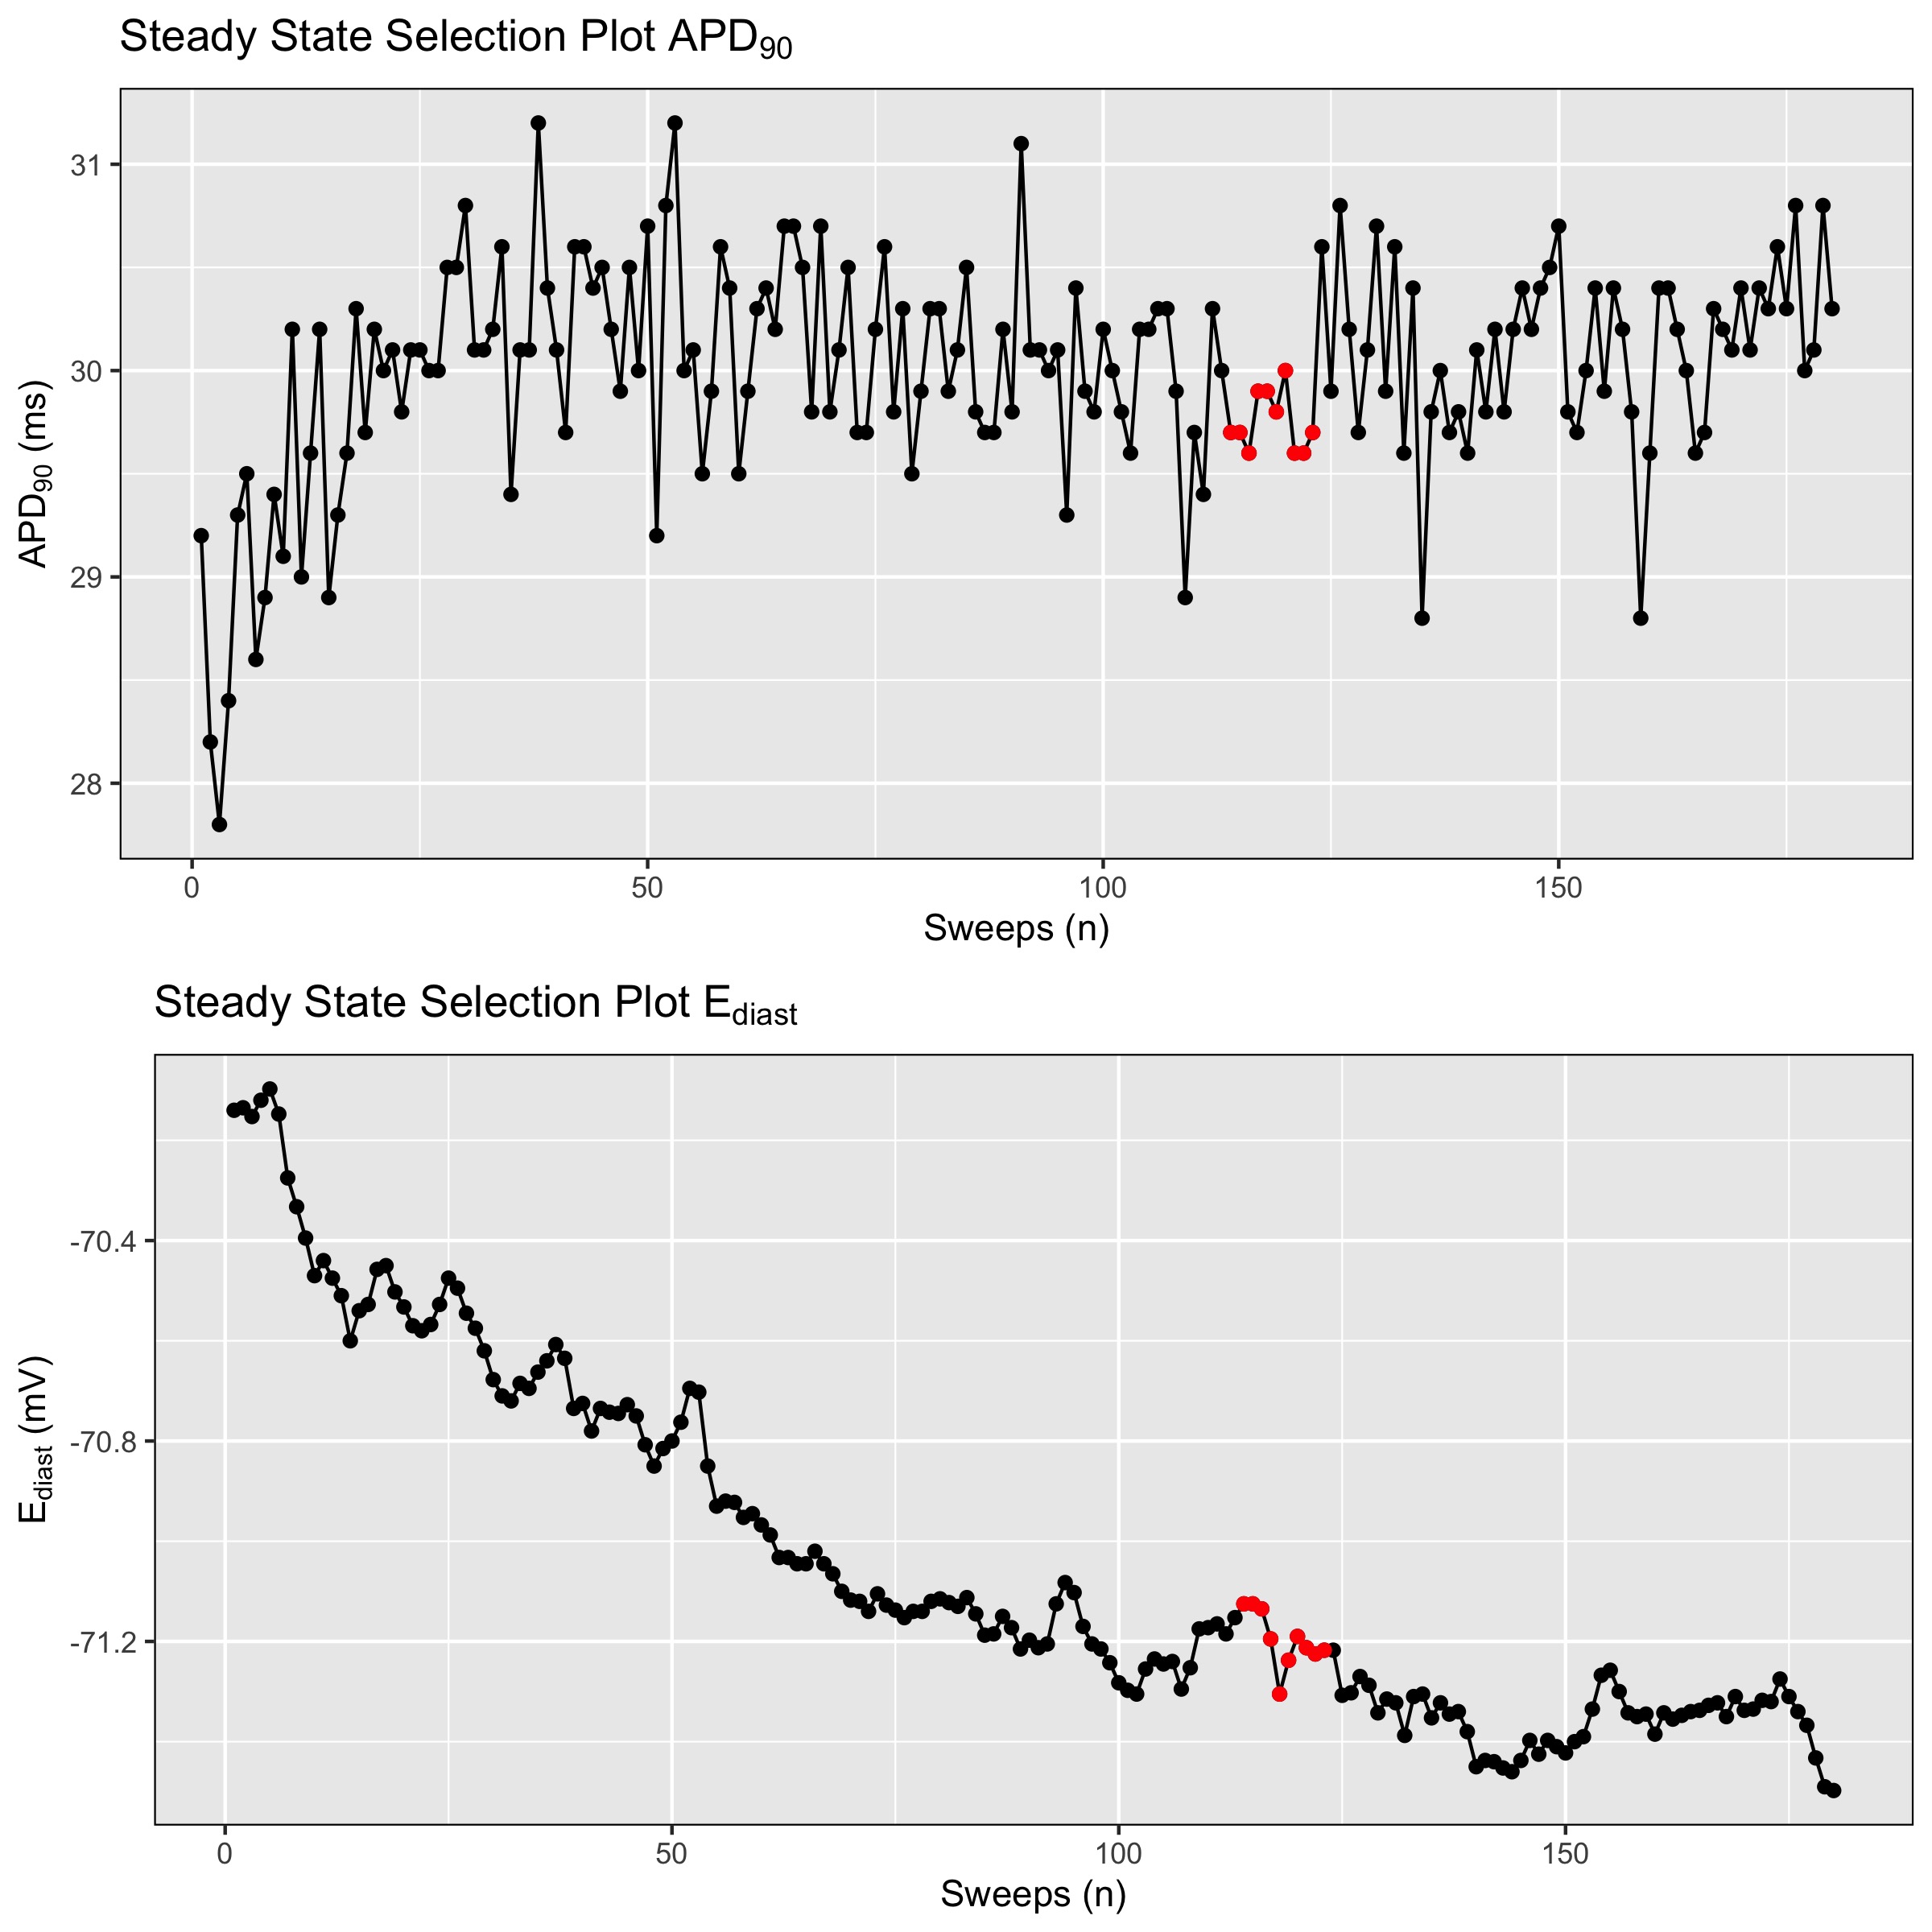 Steady State Selection Plot APD90
31
30
29
28
APD90 (ms)
0 50 100 150
Sweeps (n)
Steady State Selection Plot Ediast
-70.4
-70.8
-71.2
Ediast (mV)
0 50 100 150
Sweeps (n)